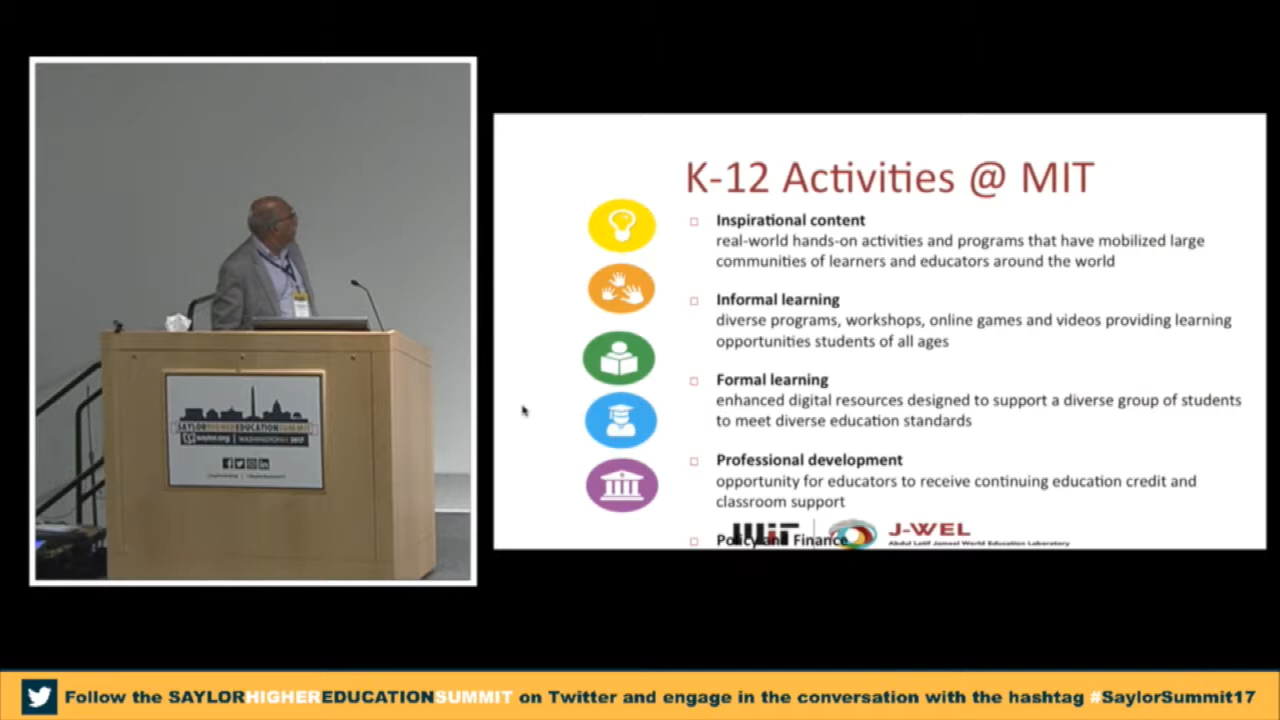 SAYLORHIGHEREDUCATIONSUMMIT
saylor.org | WASHINGTON 2017
K-12 Activities @ MIT
Inspirational content
real-world hands-on activities and programs that have mobilized large
communities of learners and educators around the world
Informal learning
diverse programs, workshops, online games and videos providing learning
opportunities students of all ages
Formal learning
enhanced digital resources designed to support a diverse group of students
to meet diverse education standards
Professional development
opportunity for educators to receive continuing education credit and
classroom support
Policy and Finance
MIT
J-WEL
Abdul Latif Jameel World Education Laboratory
Follow the SAYLORHIGHEREDUCATIONSUMMIT on Twitter and engage in the conversation with the hashtag #SaylorSummit17